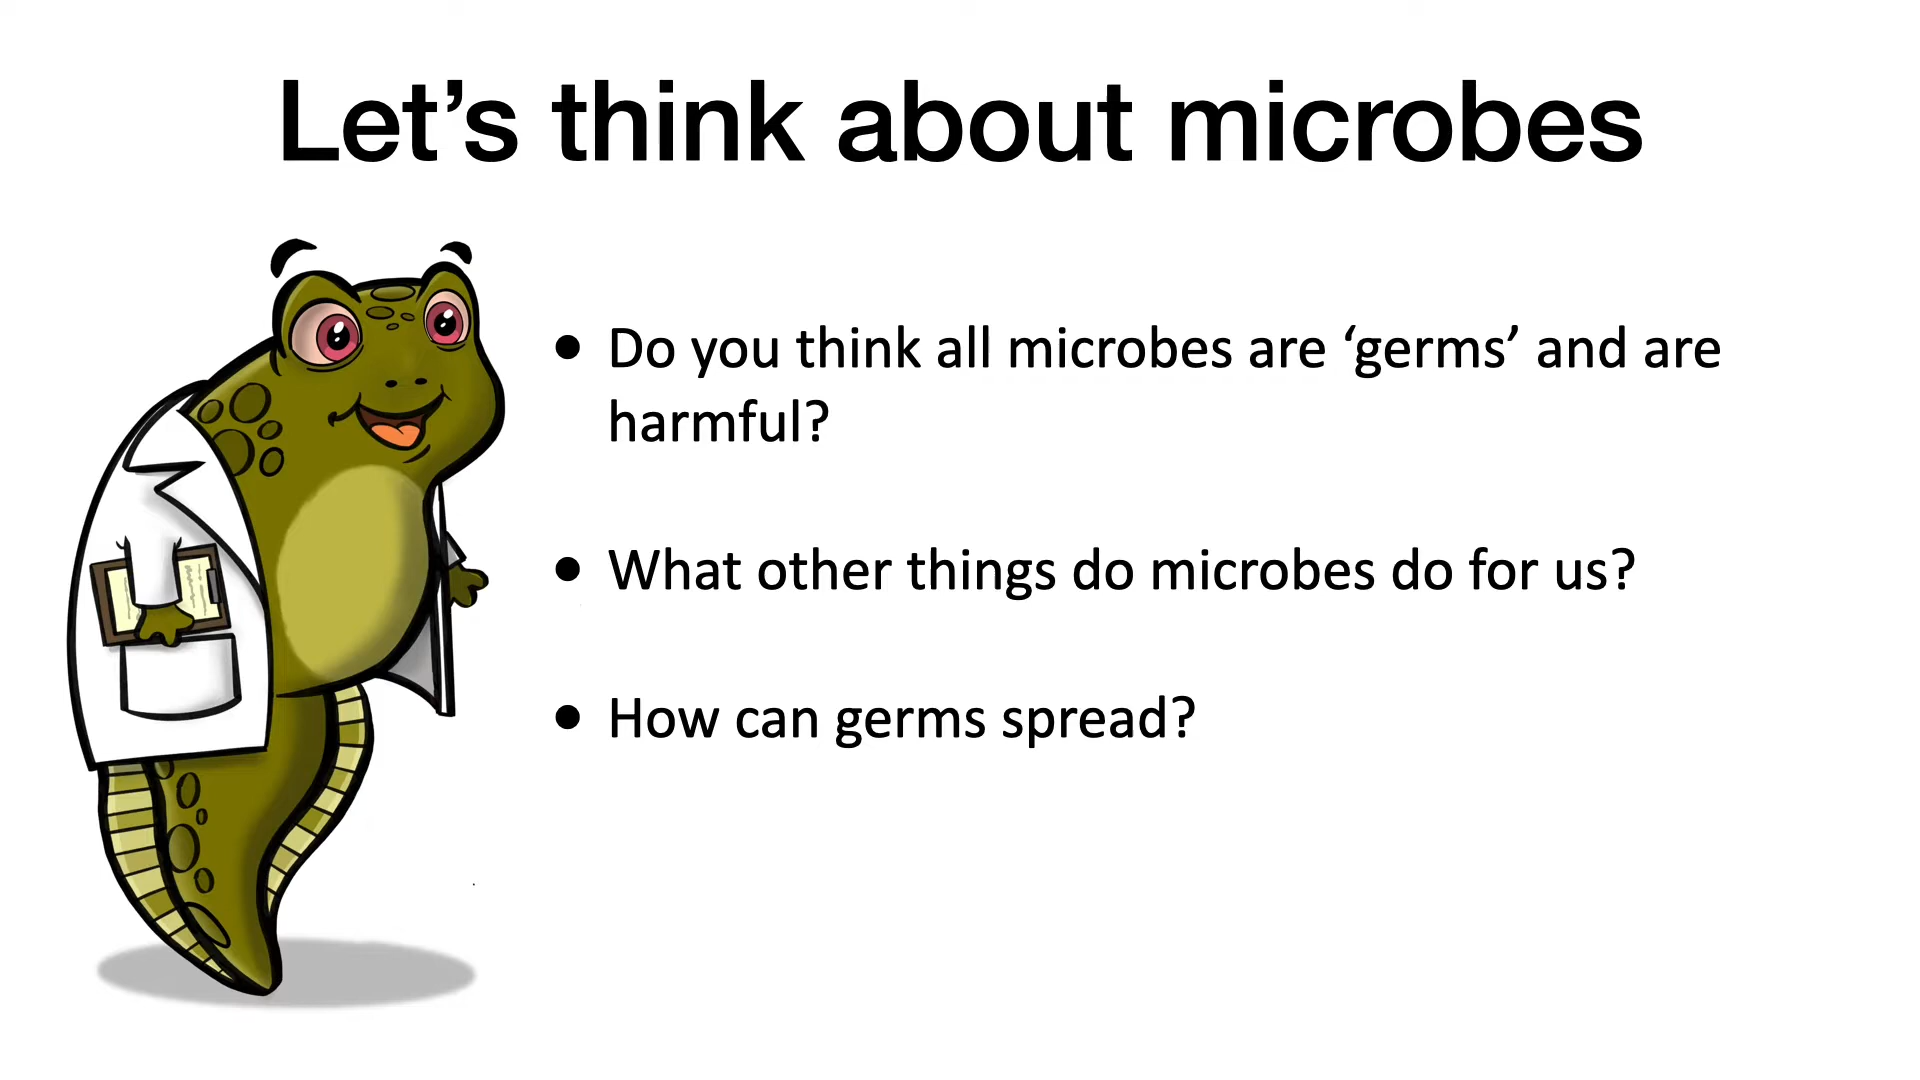 Let’s think about microbes
• Do you think all microbes are ‘germs’ and are
harmful?
• What other things do microbes do for us?
• How can germs spread?